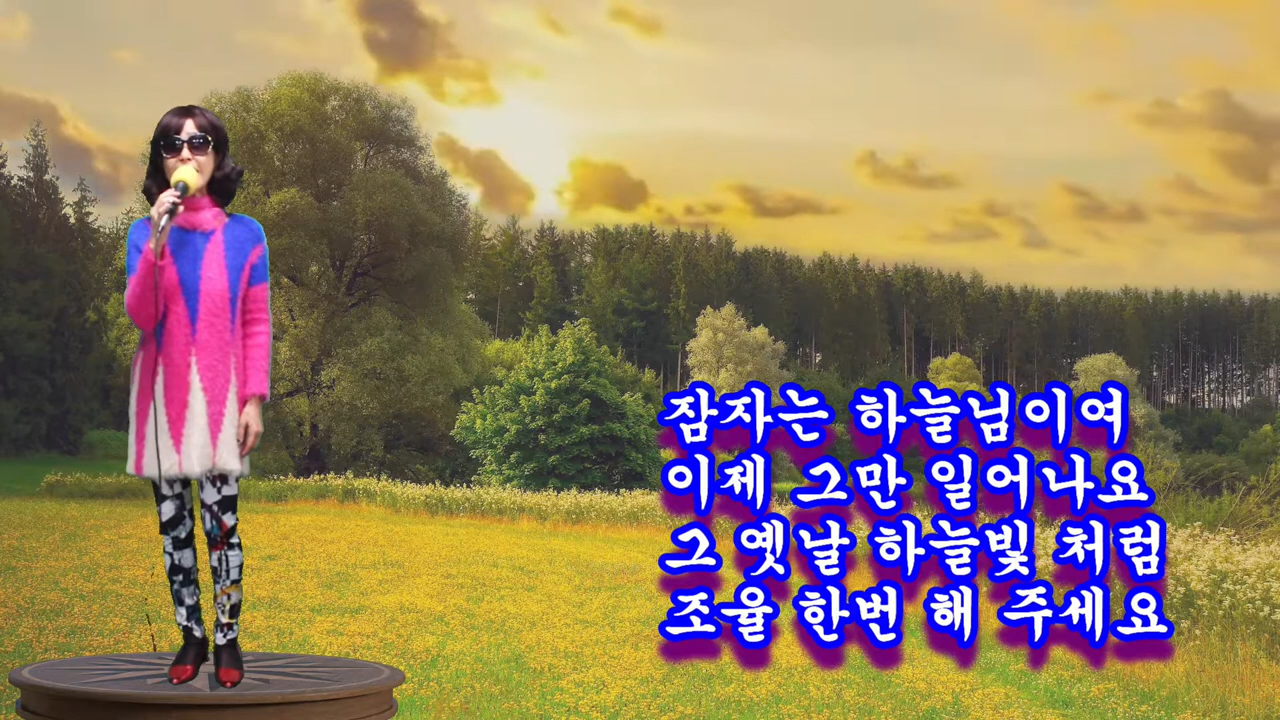 잠자는 하늘님이여
이제 그만 일어나요
그 옛날 하늘빛 처럼
조율 한번 해 주세요